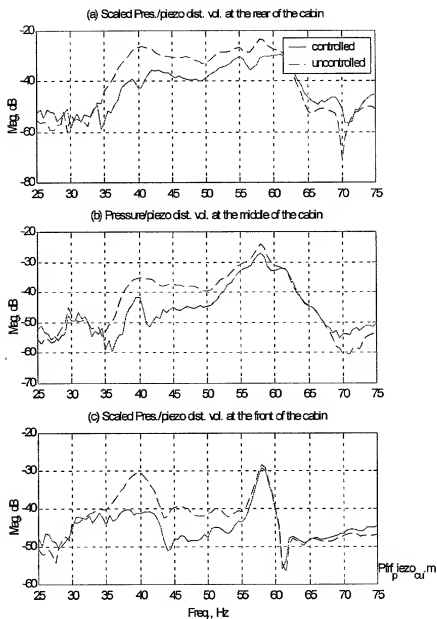 (a) Scaled Pres./piezo dist. vol. at the rear of the cabin
-20
controlled
uncontrolled
-40
Mag. dB
-60
-80
25 30 35 40 45 50 55 60 65 70 75
(b) Pressure/piezo dist. vol. at the middle of the cabin
-20
-30
-40
Mag. dB
-50
-60
-70
25 30 35 40 45 50 55 60 65 70 75
(c) Scaled Pres./piezo dist. vol. at the front of the cabin
-20
-30
Mag. dB
-40
-50
-60
25 30 35 40 45 50 55 60 65 70 75
Freq., Hz